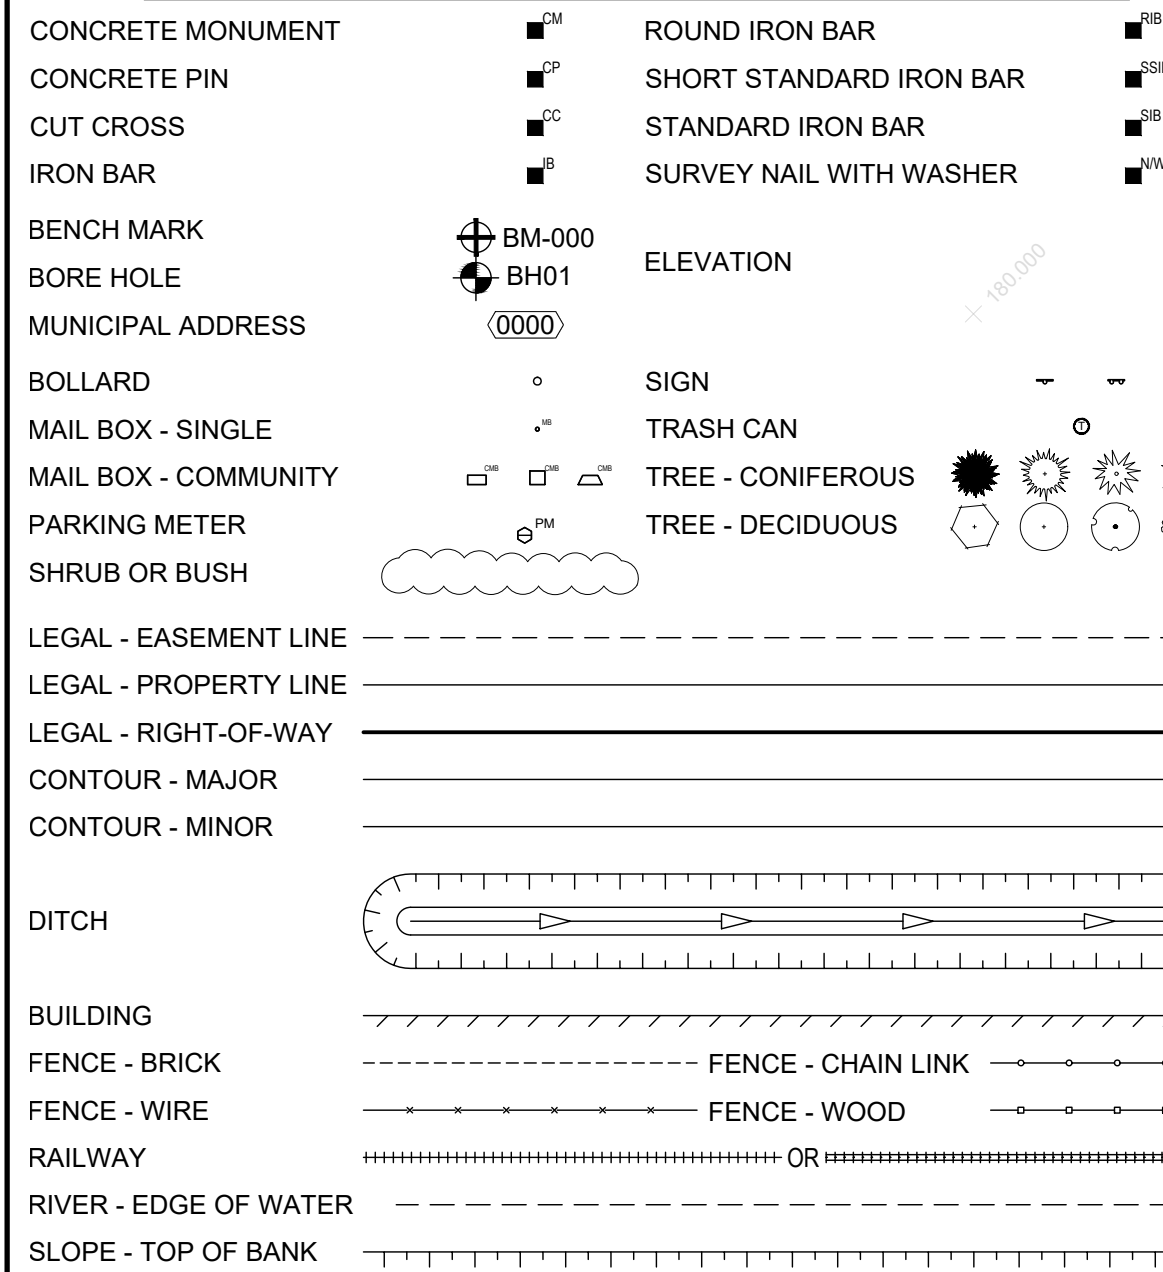 CONCRETE MONUMENT CM ROUND IRON BAR RIB
CONCRETE PIN CP SHORT STANDARD IRON BAR
CUT CROSS CC STANDARD IRON BAR SIB
IRON BAR IB SURVEY NAIL WITH WASHER
BENCH MARK BM-000
ELEVATION 180.000
BORE HOLE BH01
MUNICIPAL ADDRESS 0000
BOLLARD SIGN
MAIL BOX - SINGLE MB TRASH CAN T
MAIL BOX - COMMUNITY CMB CMB CMB TREE - CONIFEROUS
PARKING METER PM TREE - DECIDUOUS
SHRUB OR BUSH
LEGAL - EASEMENT LINE
LEGAL - PROPERTY LINE
LEGAL - RIGHT-OF-WAY
CONTOUR - MAJOR
CONTOUR - MINOR
DITCH
BUILDING
FENCE - BRICK FENCE - CHAIN LINK
FENCE - WIRE FENCE - WOOD
RAILWAY OR
RIVER - EDGE OF WATER
SLOPE - TOP OF BANK